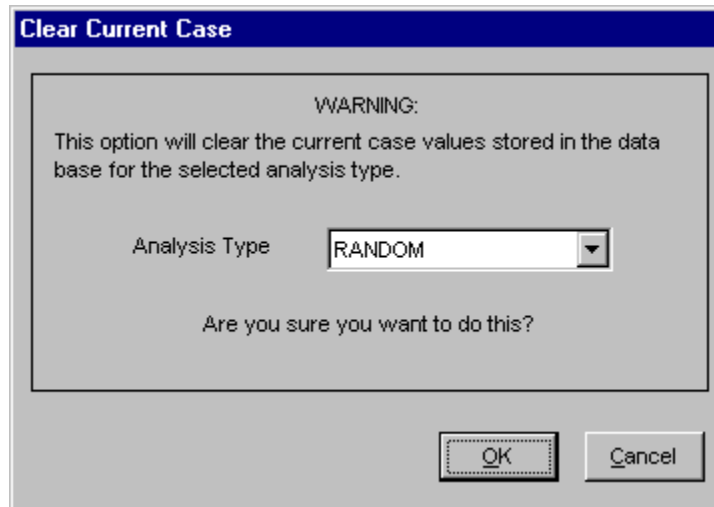 Clear Current Case
WARNING:
This option will clear the current case values stored in the data
base for the selected analysis type.
Analysis Type RANDOM
Are you sure you want to do this?
OK Cancel